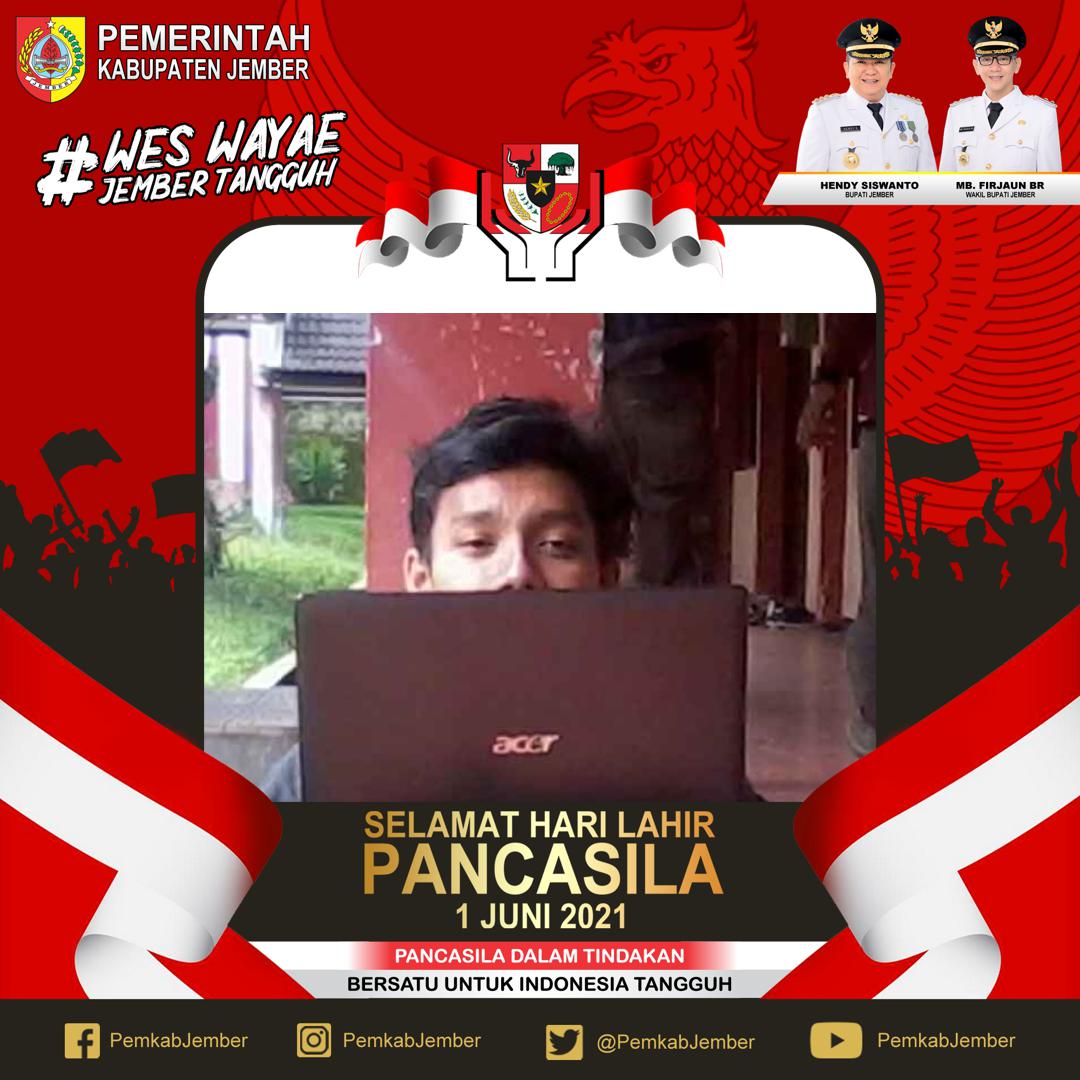 PEMERINTAH
KABUPATEN JEMBER
#WES WAYAE
JEMBER TANGGUH
HENDY SISWANTO
BUPATI JEMBER
MB. FIRJAUN BR
WAKIL BUPATI JEMBER
acer
SELAMAT HARI LAHIR
PANCASILA
1 JUNI 2021
PANCASILA DALAM TINDAKAN
BERSATU UNTUK INDONESIA TANGGUH
PemkabJember
PemkabJember
@PemkabJember
PemkabJember